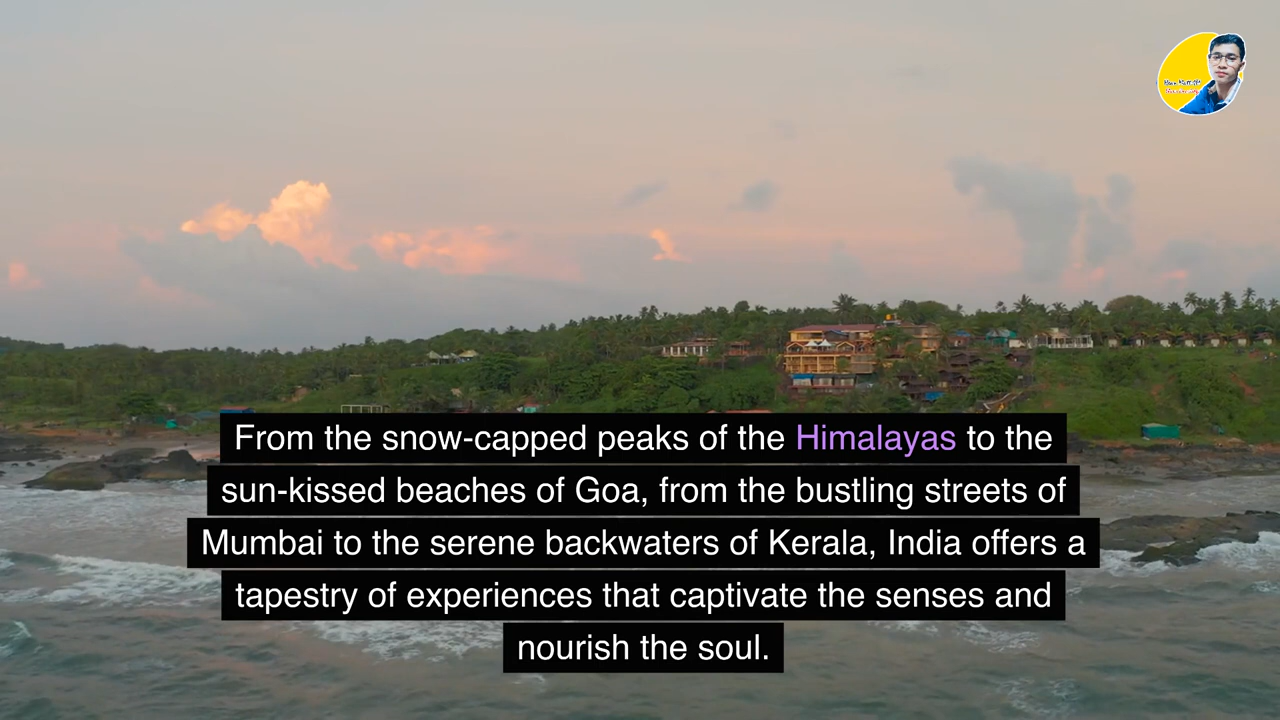 From the snow-capped peaks of the Himalayas to the
sun-kissed beaches of Goa, from the bustling streets of
Mumbai to the serene backwaters of Kerala, India offers a
tapestry of experiences that captivate the senses and
nourish the soul.